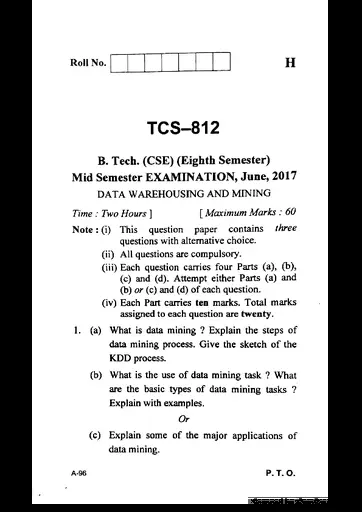 Roll No.
H
TCS–812
B. Tech. (CSE) (Eighth Semester)
Mid Semester EXAMINATION, June, 2017
DATA WAREHOUSING AND MINING
Time : Two Hours ] [ Maximum Marks : 60
Note : (i) This question paper contains three
questions with alternative choice.
(ii) All questions are compulsory.
(iii) Each question carries four Parts (a), (b),
(c) and (d). Attempt either Parts (a) and
(b) or (c) and (d) of each question.
(iv) Each Part carries ten marks. Total marks
assigned to each question are twenty.
1. (a) What is data mining ? Explain the steps of
data mining process. Give the sketch of the
KDD process.
(b) What is the use of data mining task ? What
are the basic types of data mining tasks ?
Explain with examples.
Or
(c) Explain some of the major applications of
data mining.
A-96 P. T. O.